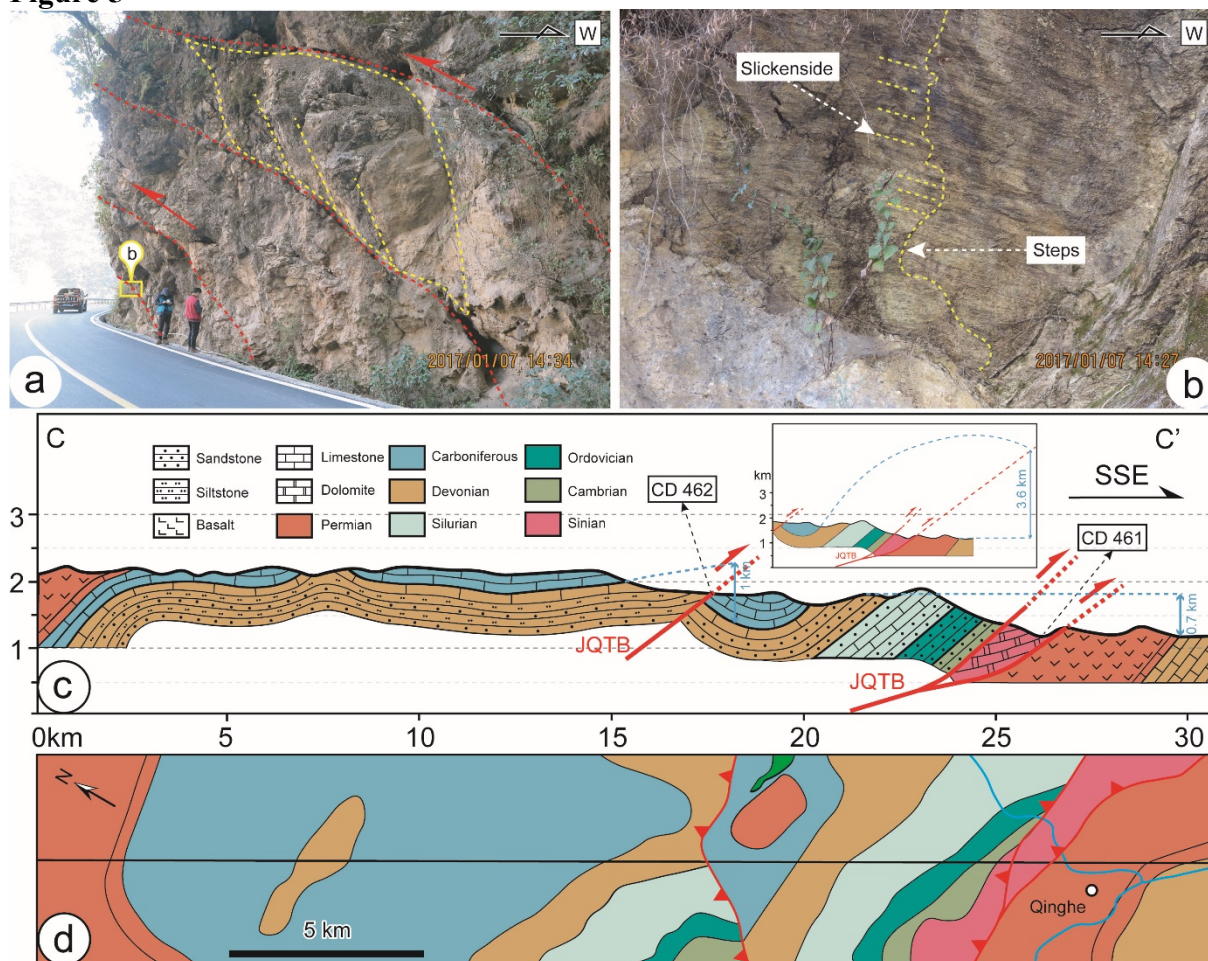 Figure 5
W
b
2017/01/07 14:34
a
W
Slickenside
Steps
2017/01/07 14:27
b
C
C'
Sandstone
Limestone
Carboniferous
Ordovician
Siltstone
Dolomite
Devonian
Cambrian
Basalt
Permian
Silurian
Sinian
CD 462
km
3
2
1
JQTB
3.6 km
SSE
CD 461
3
2
1
1 km
0.7 km
JQTB
JQTB
c
0km
5
10
15
20
25
30
N
5 km
Qinghe
d